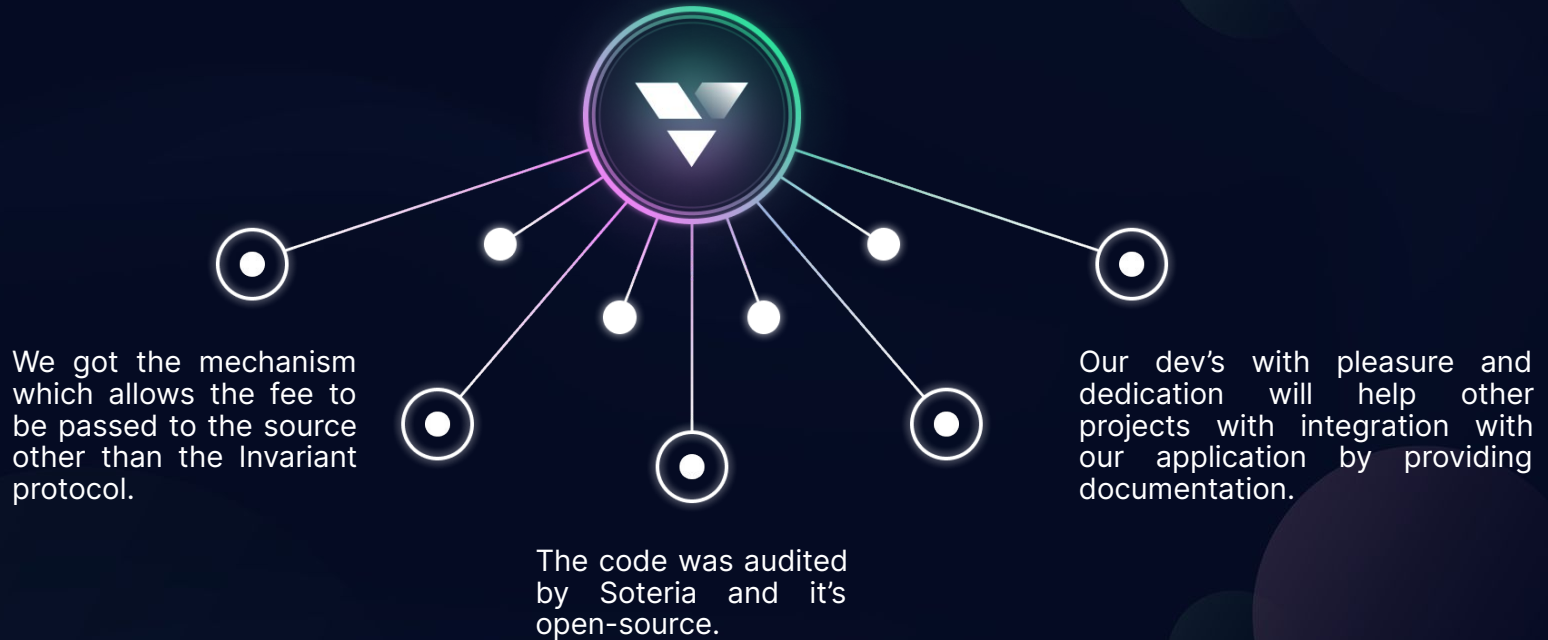 We got the mechanism
which allows the fee to
be passed to the source
other than the Invariant
protocol.
The code was audited
by Soteria and it’s
open-source.
Our dev’s with pleasure and
dedication will help other
projects with integration with
our application by providing
documentation.